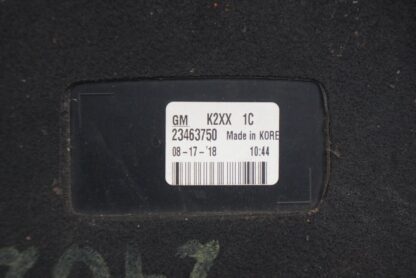 GM K2XX 1C
23463750 Made in KORE
08-17-'18 10:44